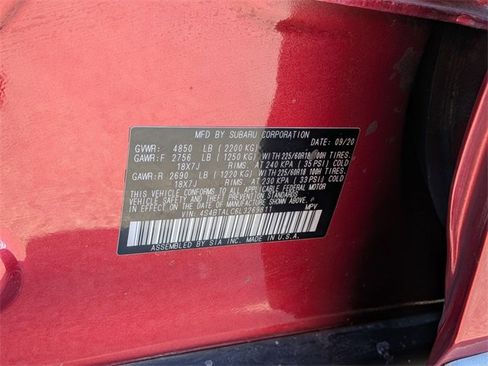 MFD BY SUBARU CORPORATION
DATE 09/20
GVWR: 4850 LB (2200 KG)
GAWR:F 2756 LB (1250 KG) WITH 225/60R18 100H TIRES.
18X7J RIMS. AT 240 KPA (35 PSI) COLD
GAWR:R 2690 LB (1220 KG) WITH 225/60R18 100H TIRES.
18X7J RIMS. AT 230 KPA (33 PSI) COLD
THIS VEHICLE CONFORMS TO ALL APPLICABLE FEDERAL MOTOR
VEHICLE SAFETY AND THEFT PREVENTION STANDARDS
IN EFFECT ON THE DATE OF MANUFACTURE SHOWN ABOVE.
VIN: MPV
ASSEMBLED BY SIA INC. MADE IN U.S.A.